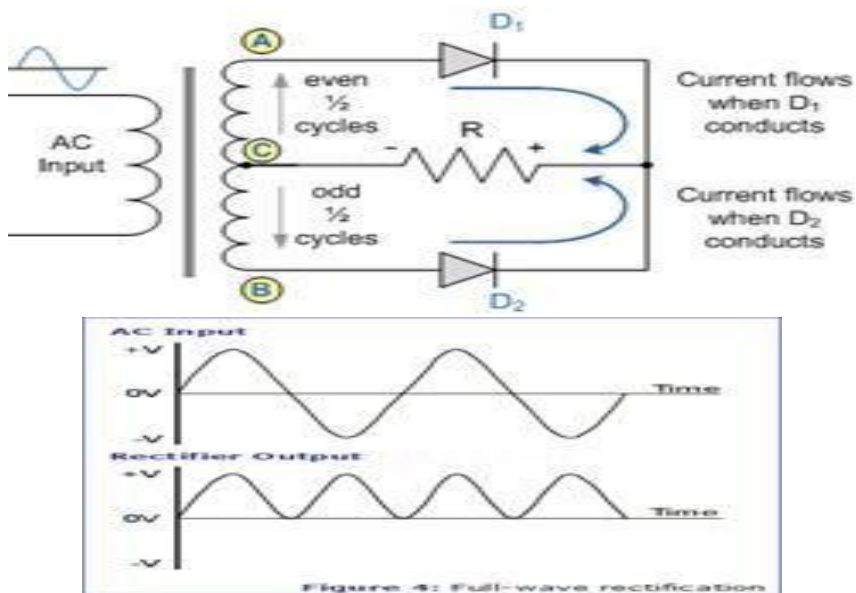 D₁
A
even
½
cycles
Current flows
when D₁
conducts
AC
Input
R
- +
C
odd
½
cycles
Current flows
when D₂
conducts
B
D₂
AC Input
+V
0V
Time
-V
Rectifier Output
+V
0V
Time
-V
Figure 4: Full-wave rectification